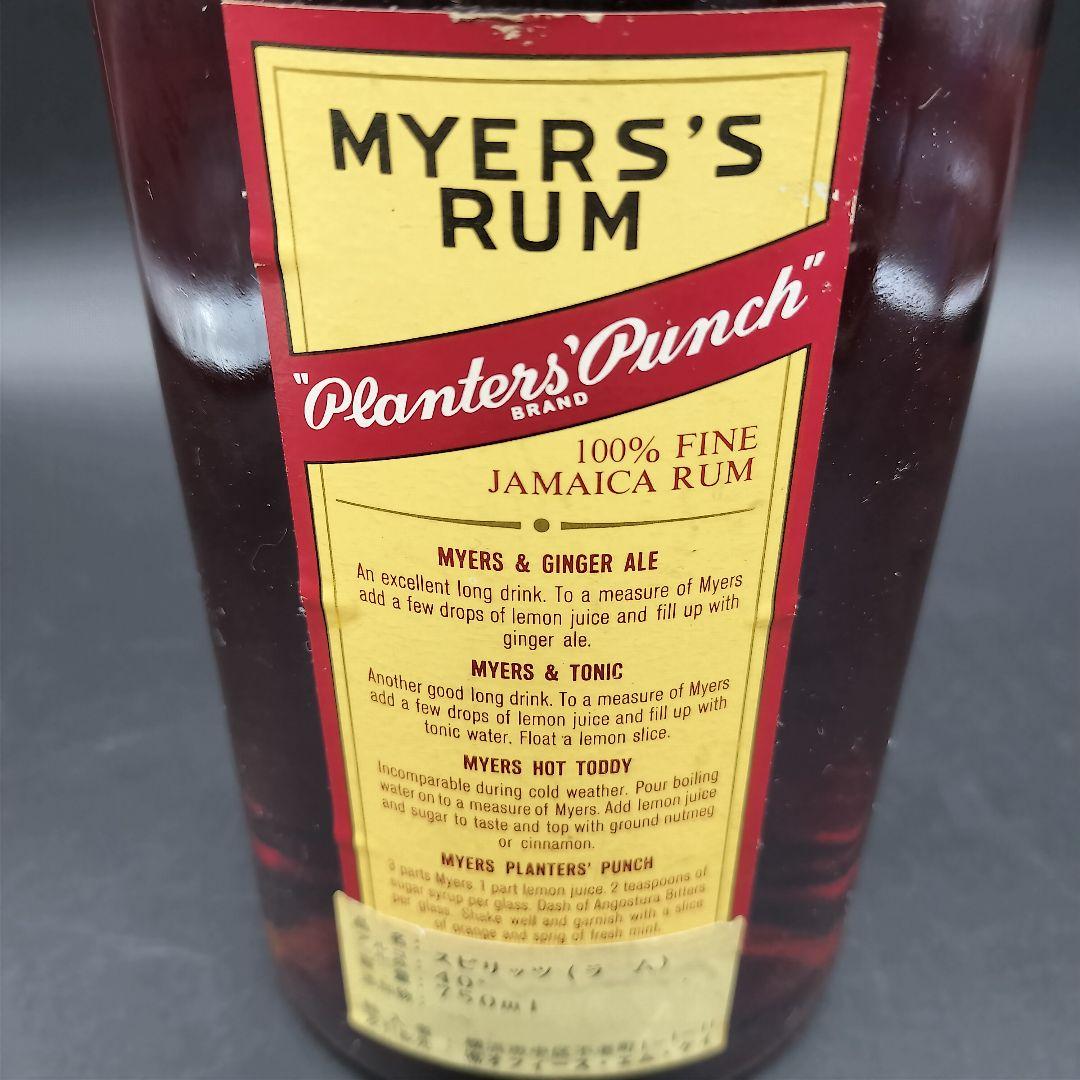 MYERS'S
RUM
"Planters' Punch"
BRAND
100% FINE
JAMAICA RUM
MYERS & GINGER ALE
An excellent long drink. To a measure of Myers
add a few drops of lemon juice and fill up with
ginger ale.
MYERS & TONIC
Another good long drink. To a measure of Myers
add a few drops of lemon juice and fill up with
tonic water. Float a lemon slice.
MYERS HOT TODDY
Incomparable during cold weather. Pour boiling
water on to a measure of Myers. Add lemon juice
and sugar to taste and top with ground nutmeg
or cinnamon.
MYERS PLANTERS' PUNCH
3 parts Myers 1 part lemon juice. 2 teaspoons of
sugar syrup per glass. Dash of Angostura Bitters
per glass. Shake well and garnish with a slice
of orange and sprig of fresh mint.
スピリッツ(ラム)
40°
750ml